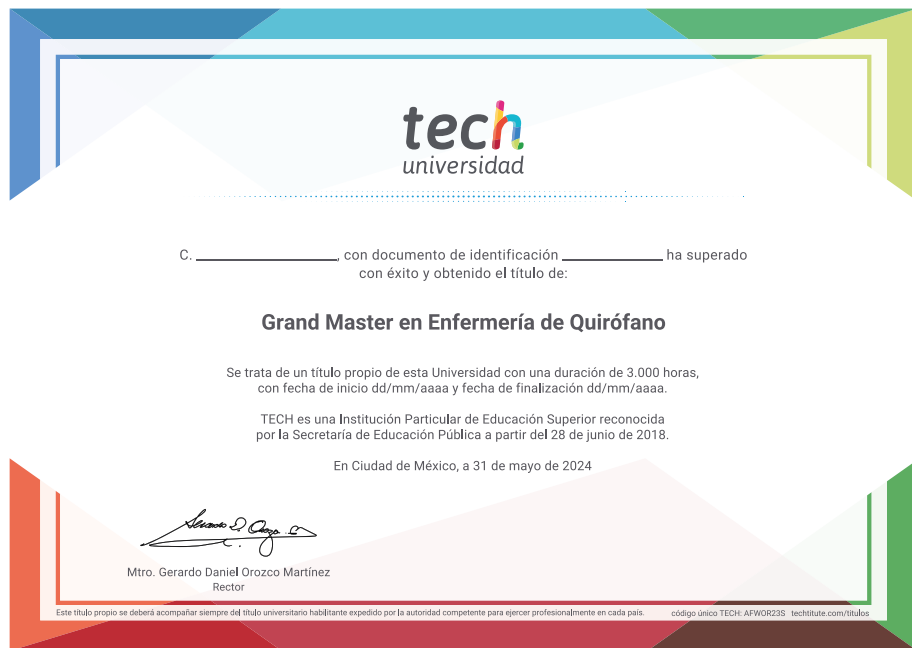 tech
universidad
C. ____________, con documento de identificación ____________ ha superado
con éxito y obtenido el título de:
Grand Master en Enfermería de Quirófano
Se trata de un título propio de esta Universidad con una duración de 3.000 horas,
con fecha de inicio dd/mm/aaaa y fecha de finalización dd/mm/aaaa.
TECH es una Institución Particular de Educación Superior reconocida
por la Secretaría de Educación Pública a partir del 28 de junio de 2018.
En Ciudad de México, a 31 de mayo de 2024
Mtro. Gerardo Daniel Orozco Martínez
Rector
Este título propio se deberá acompañar siempre del título universitario habilitante expedido por la autoridad competente para ejercer profesionalmente en cada país. código único TECH: AFWOR23S techtitute.com/titulos